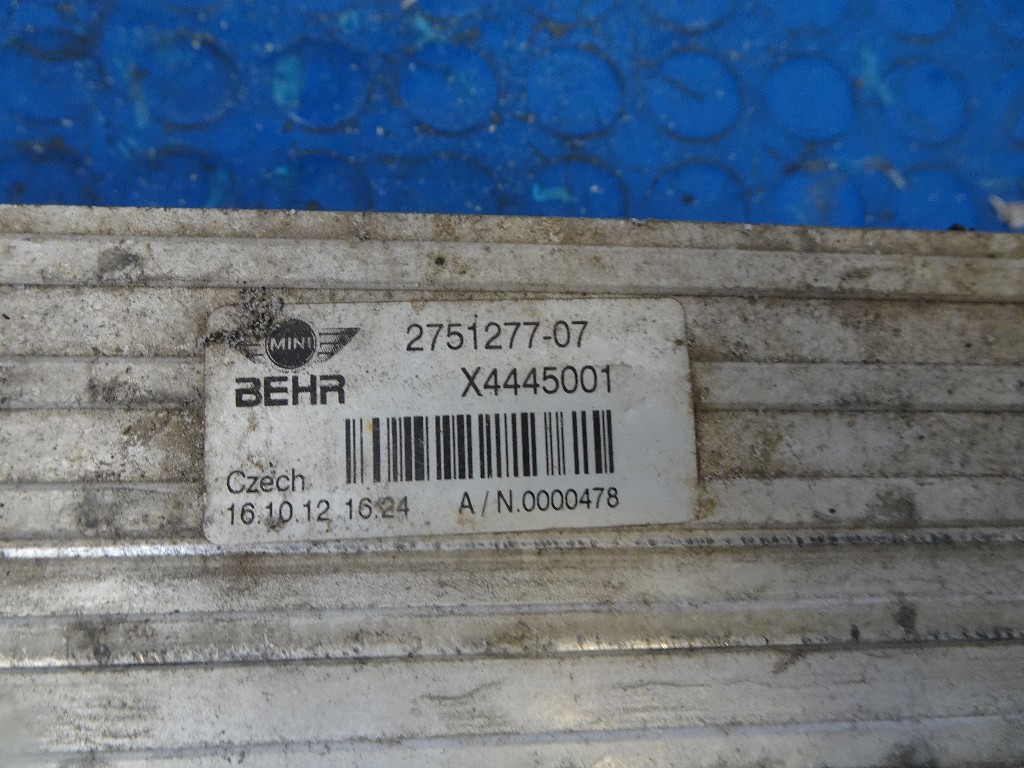 MINI
2751277-07
BEHR
X4445001
Czech
16.10.12 16:24 A/N.0000478